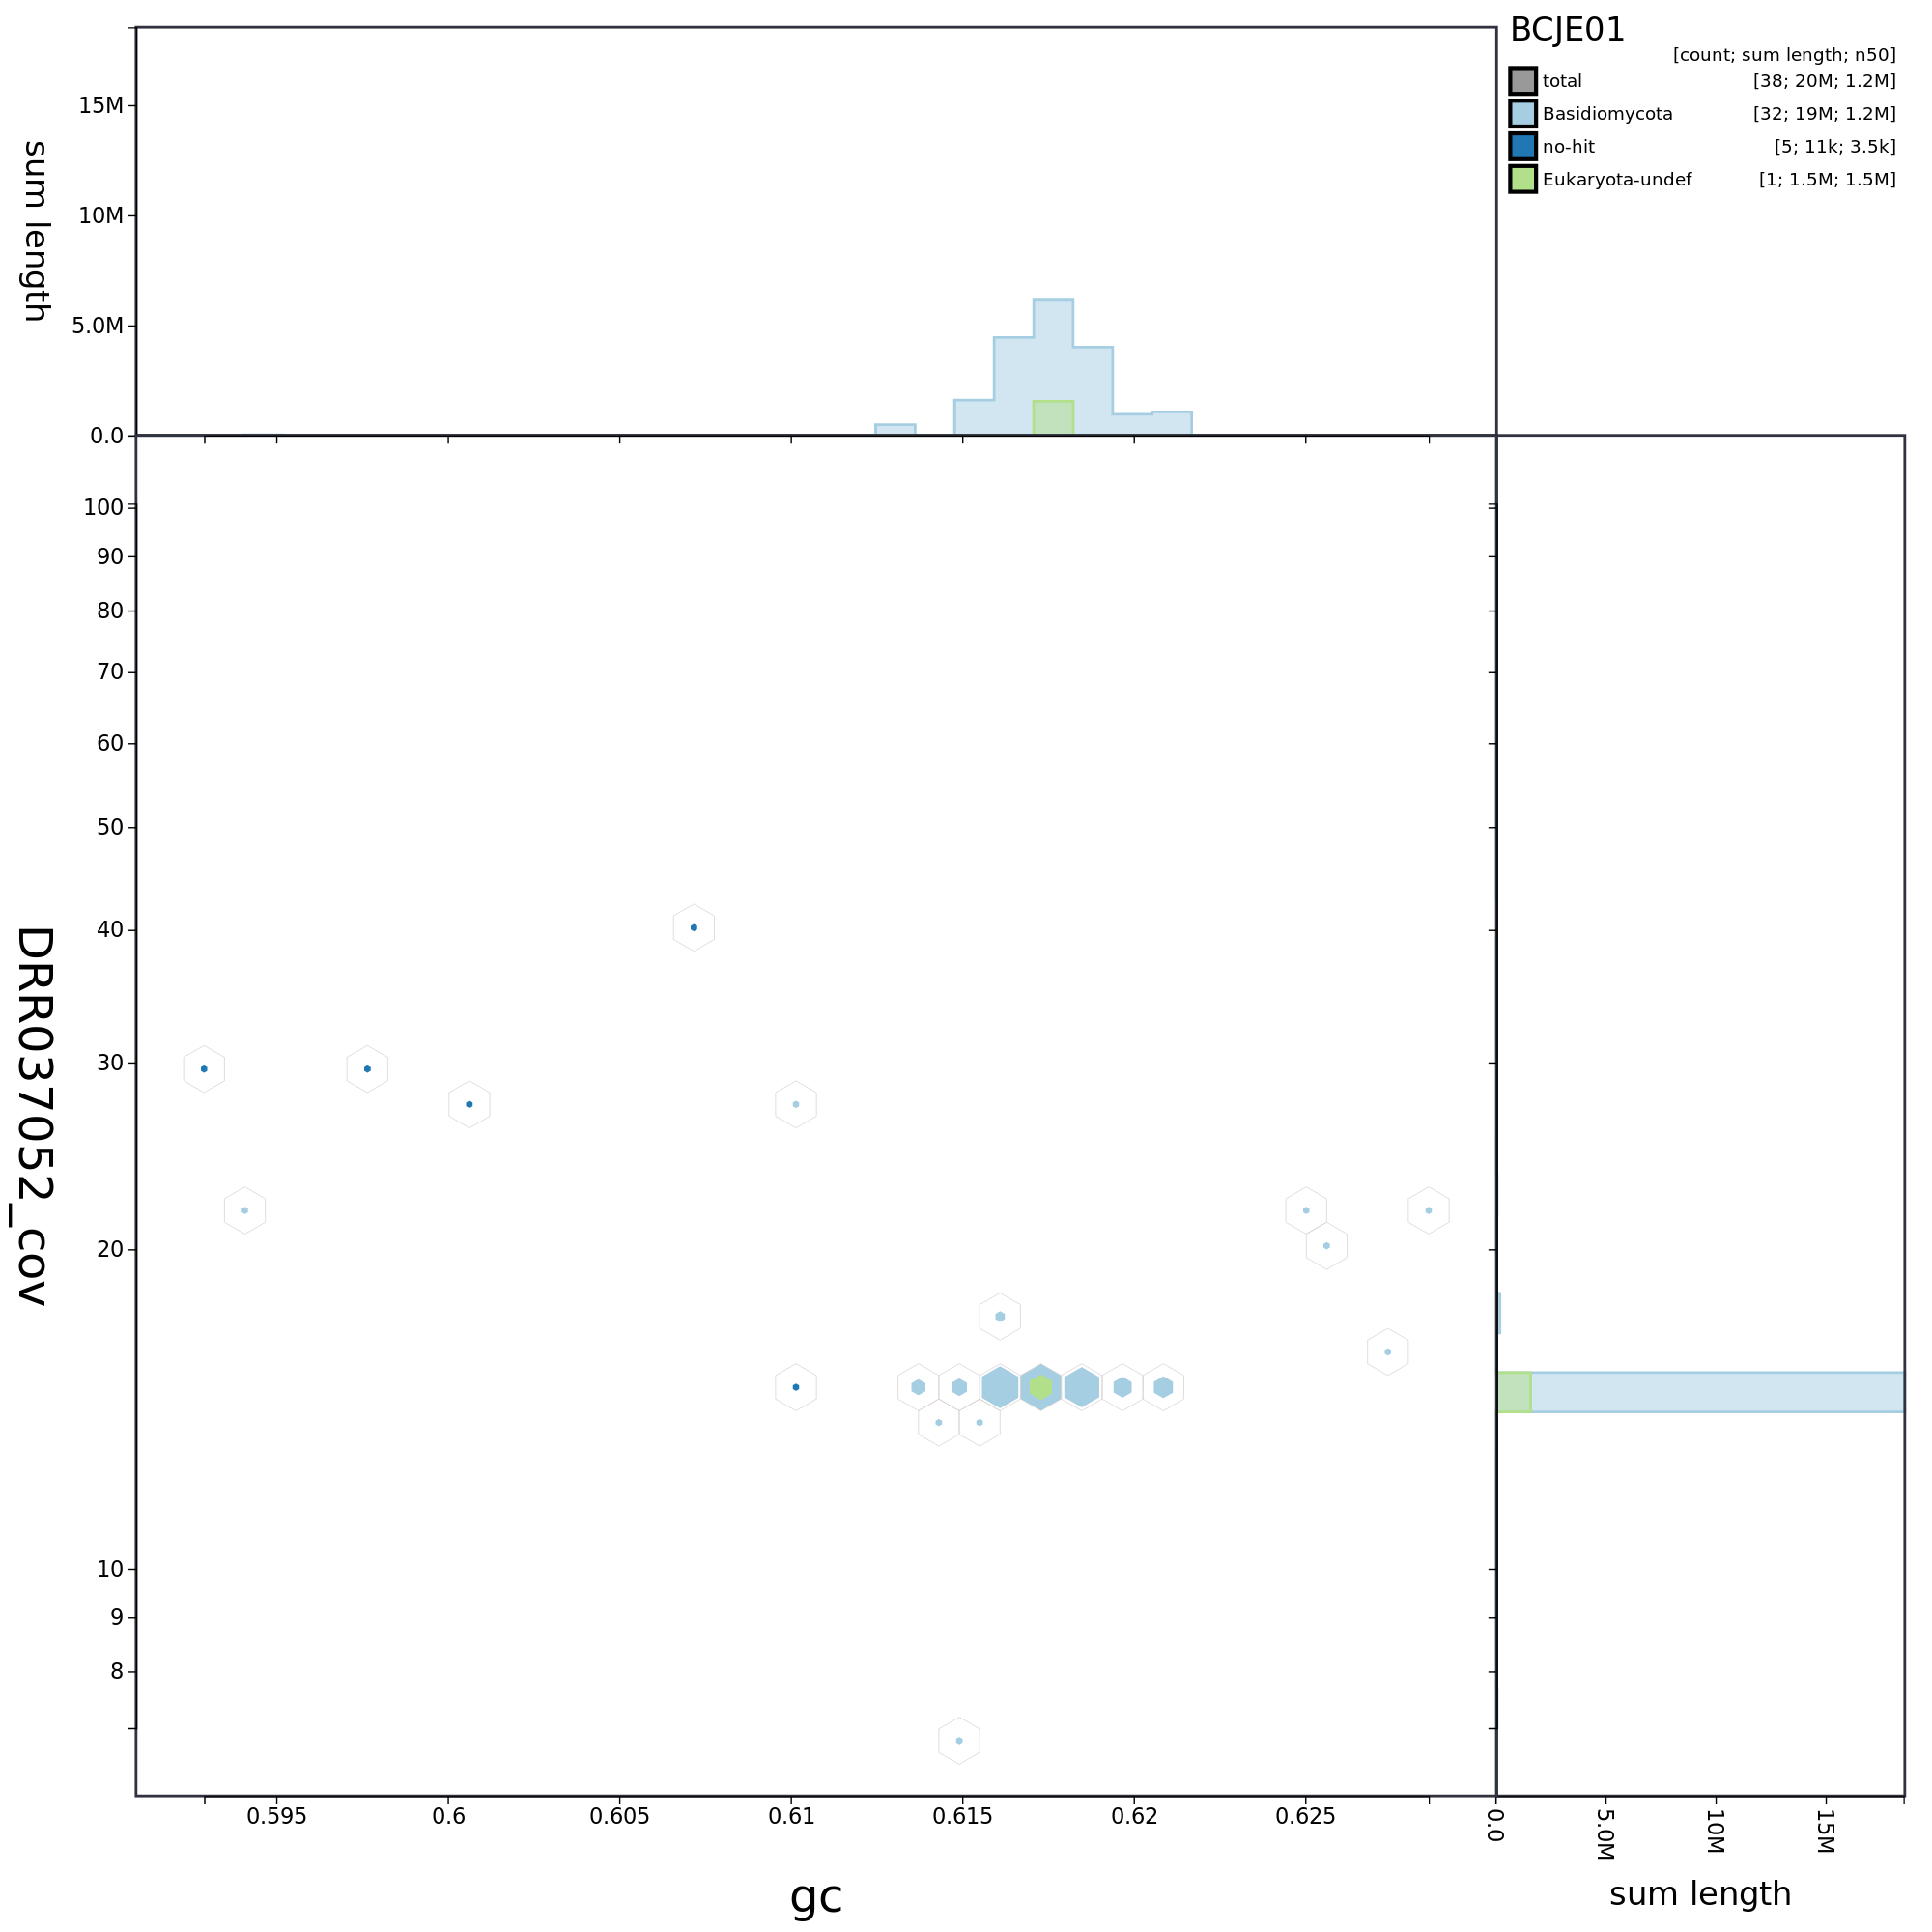 BCJE01
[count; sum length; n50]
total [38; 20M; 1.2M]
Basidiomycota [32; 19M; 1.2M]
no-hit [5; 11k; 3.5k]
Eukaryota-undef [1; 1.5M; 1.5M]
sum length
15M
10M
5.0M
0.0
DRR037052_cov
100
90
80
70
60
50
40
30
20
10
9
8
0.595 0.6 0.605 0.61 0.615 0.62 0.625
gc
0.0 5.0M 10M 15M
sum length